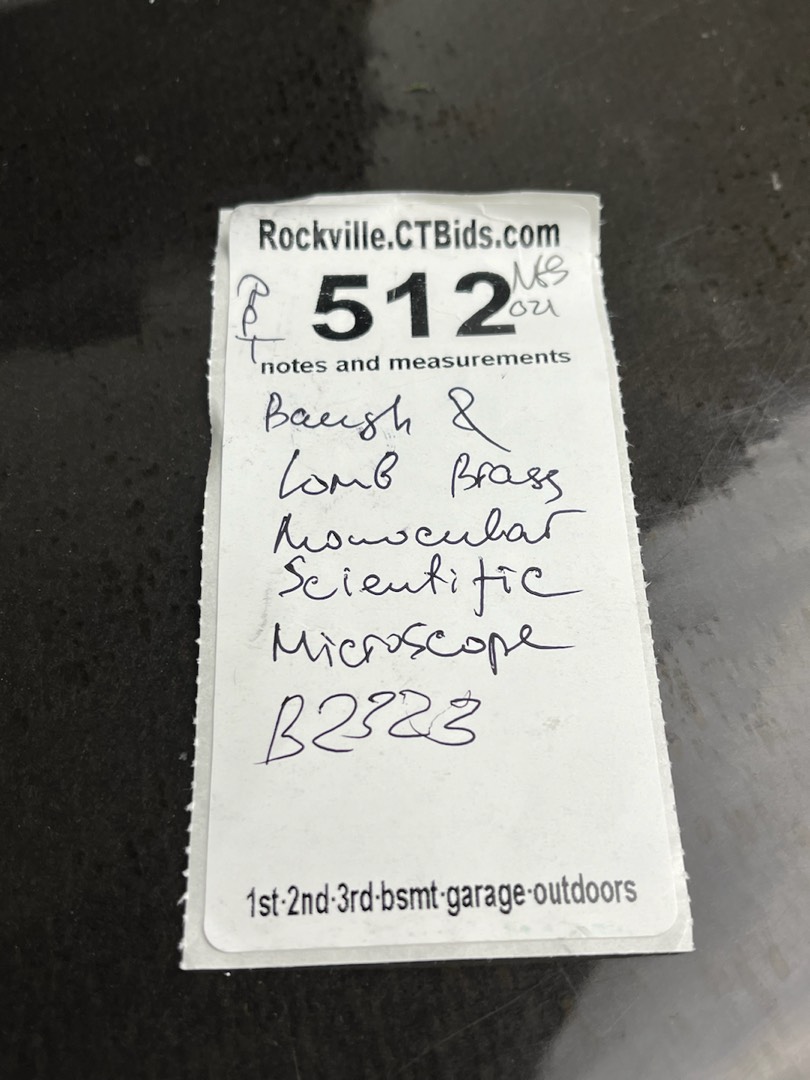 Rockville.CTBids.com
512
notes and measurements
Baush &
Lomb Brass
Monocular
Scientific
Microscope
B2323
1st·2nd·3rd·bsmt·garage·outdoors